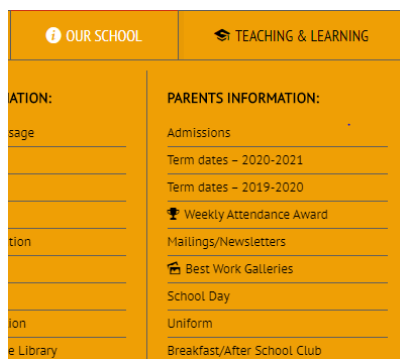 OUR SCHOOL
TEACHING & LEARNING
MATION:
sage
tion
ion
e Library
PARENTS INFORMATION:
Admissions
Term dates – 2020-2021
Term dates – 2019-2020
Weekly Attendance Award
Mailings/Newsletters
Best Work Galleries
School Day
Uniform
Breakfast/After School Club